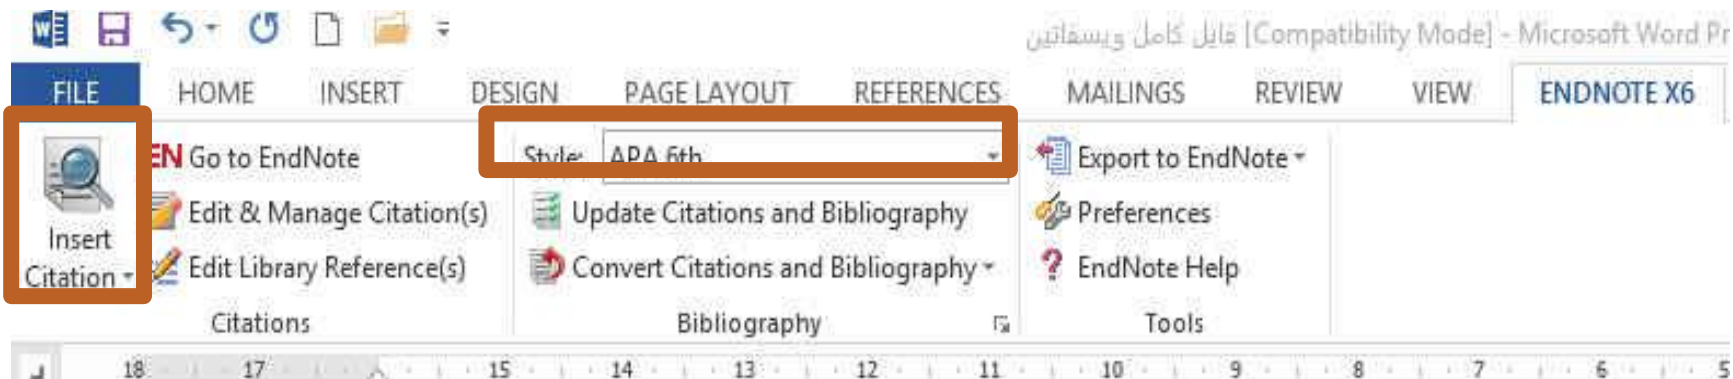 فایل کامل ویسفاتین [Compatibility Mode] - Microsoft Word Pr
FILE HOME INSERT DESIGN PAGE LAYOUT REFERENCES MAILINGS REVIEW VIEW ENDNOTE X6
Insert
Citation
EN Go to EndNote
Edit & Manage Citation(s)
Edit Library Reference(s)
Citations
Style: APA 6th
Update Citations and Bibliography
Convert Citations and Bibliography
Bibliography
Export to EndNote
Preferences
? EndNote Help
Tools
18 17 15 14 13 12 11 10 9 8 7 6 5